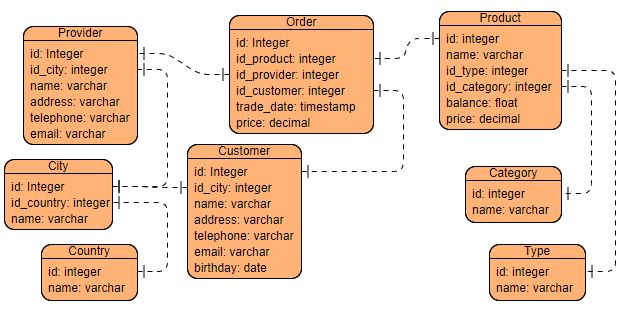 Provider
id: Integer
id_city: integer
name: varchar
address: varchar
telephone: varchar
email: varchar
Order
id: Integer
id_product: integer
id_provider: integer
id_customer: integer
trade_date: timestamp
price: decimal
Product
id: integer
name: varchar
id_type: integer
id_category: integer
balance: float
price: decimal
City
id: Integer
id_country: integer
name: varchar
Customer
id: Integer
id_city: integer
name: varchar
address: varchar
telephone: varchar
email: varchar
birthday: date
Category
id: integer
name: varchar
Country
id: integer
name: varchar
Type
id: integer
name: varchar